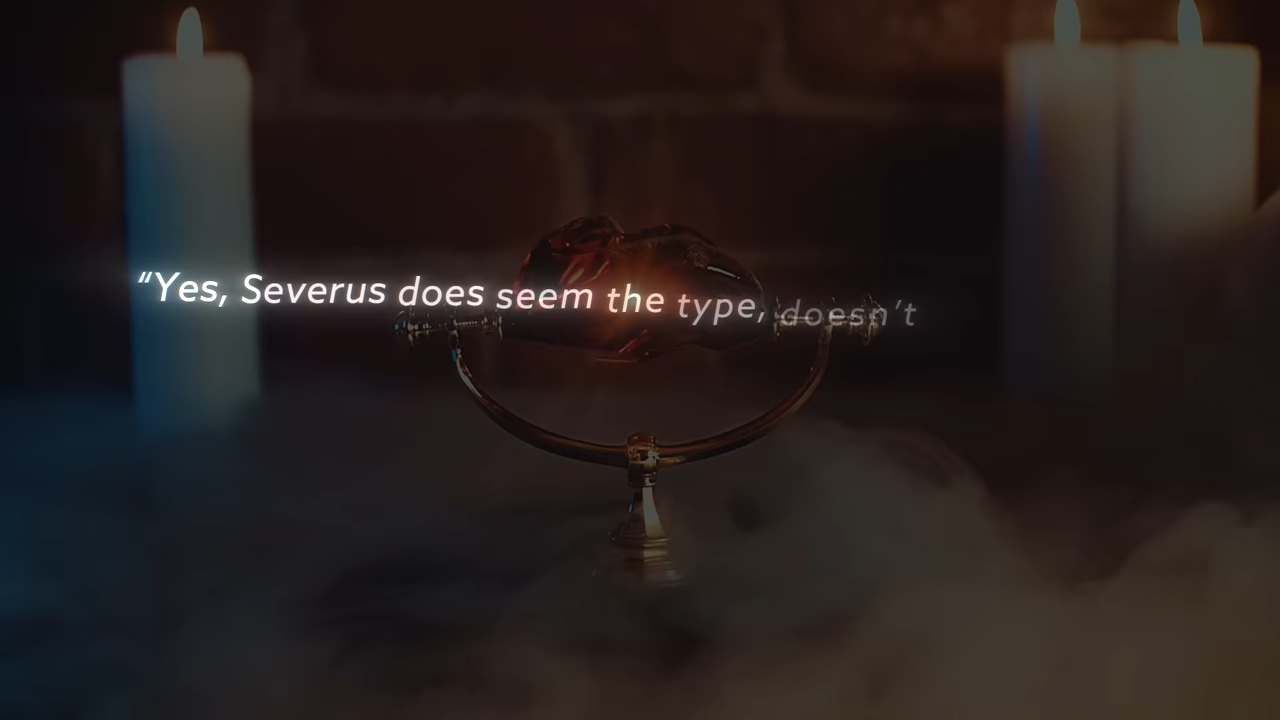 “Yes, Severus does seem the type, doesn’t